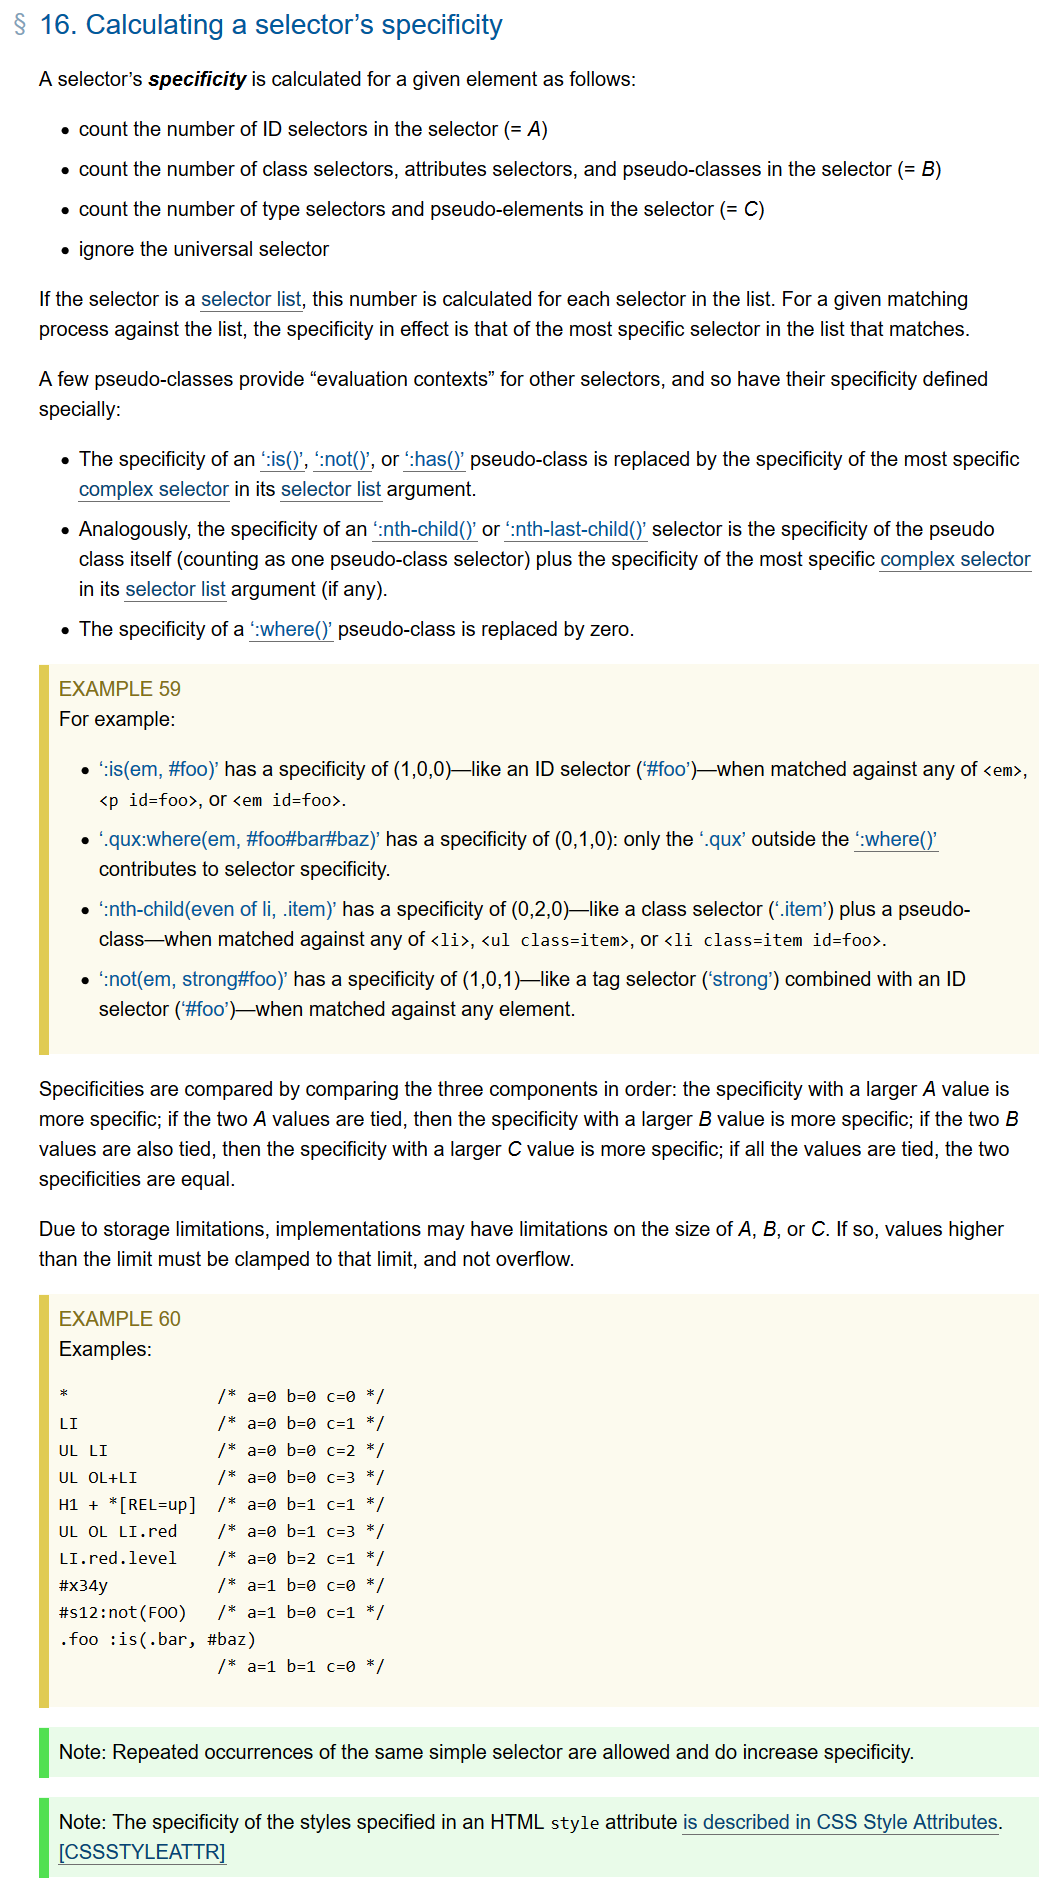 § 16. Calculating a selector’s specificity
A selector’s specificity is calculated for a given element as follows:
• count the number of ID selectors in the selector (= A)
• count the number of class selectors, attributes selectors, and pseudo-classes in the selector (= B)
• count the number of type selectors and pseudo-elements in the selector (= C)
• ignore the universal selector
If the selector is a selector list, this number is calculated for each selector in the list. For a given matching
process against the list, the specificity in effect is that of the most specific selector in the list that matches.
A few pseudo-classes provide “evaluation contexts” for other selectors, and so have their specificity defined
specially:
• The specificity of an ‘:is()’, ‘:not()’, or ‘:has()’ pseudo-class is replaced by the specificity of the most specific
complex selector in its selector list argument.
• Analogously, the specificity of an ‘:nth-child()’ or ‘:nth-last-child()’ selector is the specificity of the pseudo
class itself (counting as one pseudo-class selector) plus the specificity of the most specific complex selector
in its selector list argument (if any).
• The specificity of a ‘:where()’ pseudo-class is replaced by zero.
EXAMPLE 59
For example:
• ‘:is(em, #foo)’ has a specificity of (1,0,0)—like an ID selector (‘#foo’)—when matched against any of <em>,
<p id=foo>, or <em id=foo>.
• ‘.qux:where(em, #foo#bar#baz)’ has a specificity of (0,1,0): only the ‘.qux’ outside the ‘:where()’
contributes to selector specificity.
• ‘:nth-child(even of li, .item)’ has a specificity of (0,2,0)—like a class selector (‘.item’) plus a pseudo-
class—when matched against any of <li>, <ul class=item>, or <li class=item id=foo>.
• ‘:not(em, strong#foo)’ has a specificity of (1,0,1)—like a tag selector (‘strong’) combined with an ID
selector (‘#foo’)—when matched against any element.
Specificities are compared by comparing the three components in order: the specificity with a larger A value is
more specific; if the two A values are tied, then the specificity with a larger B value is more specific; if the two B
values are also tied, then the specificity with a larger C value is more specific; if all the values are tied, the two
specificities are equal.
Due to storage limitations, implementations may have limitations on the size of A, B, or C. If so, values higher
than the limit must be clamped to that limit, and not overflow.
EXAMPLE 60
Examples:
*               /* a=0 b=0 c=0 */
LI              /* a=0 b=0 c=1 */
UL LI           /* a=0 b=0 c=2 */
UL OL+LI        /* a=0 b=0 c=3 */
H1 + *[REL=up]  /* a=0 b=1 c=1 */
UL OL LI.red    /* a=0 b=1 c=3 */
LI.red.level    /* a=0 b=2 c=1 */
#x34y           /* a=1 b=0 c=0 */
#s12:not(FOO)   /* a=1 b=0 c=1 */
.foo :is(.bar, #baz)
/* a=1 b=1 c=0 */
Note: Repeated occurrences of the same simple selector are allowed and do increase specificity.
Note: The specificity of the styles specified in an HTML style attribute is described in CSS Style Attributes.
[CSSSTYLEATTR]